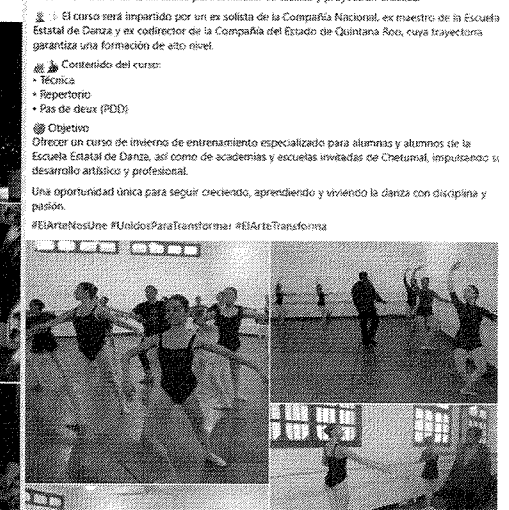 El curso será impartido por un ex solista de la Compañía Nacional, ex maestro de la Escuela
Estatal de Danza y ex codirector de la Compañía del Estado de Quintana Roo, cuya trayectoria
garantiza una formación de alto nivel.
Contenido del curso:
• Técnica
• Repertorio
• Pas de deux (PDD)
Objetivo
Ofrecer un curso de invierno de entrenamiento especializado para alumnas y alumnos de la
Escuela Estatal de Danza, así como de academias y escuelas invitadas de Chetumal, impulsando su
desarrollo artístico y profesional.
Una oportunidad única para seguir creciendo, aprendiendo y viviendo la danza con disciplina y
pasión.
#ElArteNosUne #UnidosParaTransformar #ElArteTransforma